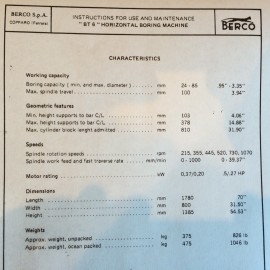 BERCO S.p.A.
COPPARO (Ferrara)
INSTRUCTIONS FOR USE AND MAINTENANCE
"BT 6" HORIZONTAL BORING MACHINE
BERCO
CHARACTERISTICS
Working capacity
Boring capacity (min. and max. diameter) mm 24 - 85 .95" - 3.35"
Max. spindle travel mm 100 3.94"
Geometric features
Min. height supports to bar C/L mm 103 4.06"
Max. height supports to bar C/L mm 378 14.88"
Max. cylinder block lenght admitted mm 810 31.90"
Speeds
Spindle rotation speeds rpm 215, 355, 445, 520, 730, 1070
Spindle work feed and fast traverse rate mm/min 0 - 1000 0 - 39.37"
Motor rating kW 0,37/0,20 .5/.27 HP
Dimensions
Length mm 1780 70"
Width mm 800 31.50"
Height mm 1385 54.53"
Weights
Approx. weight, unpacked kg 375 826 lb
Approx. weight, ocean packed kg 475 1046 lb